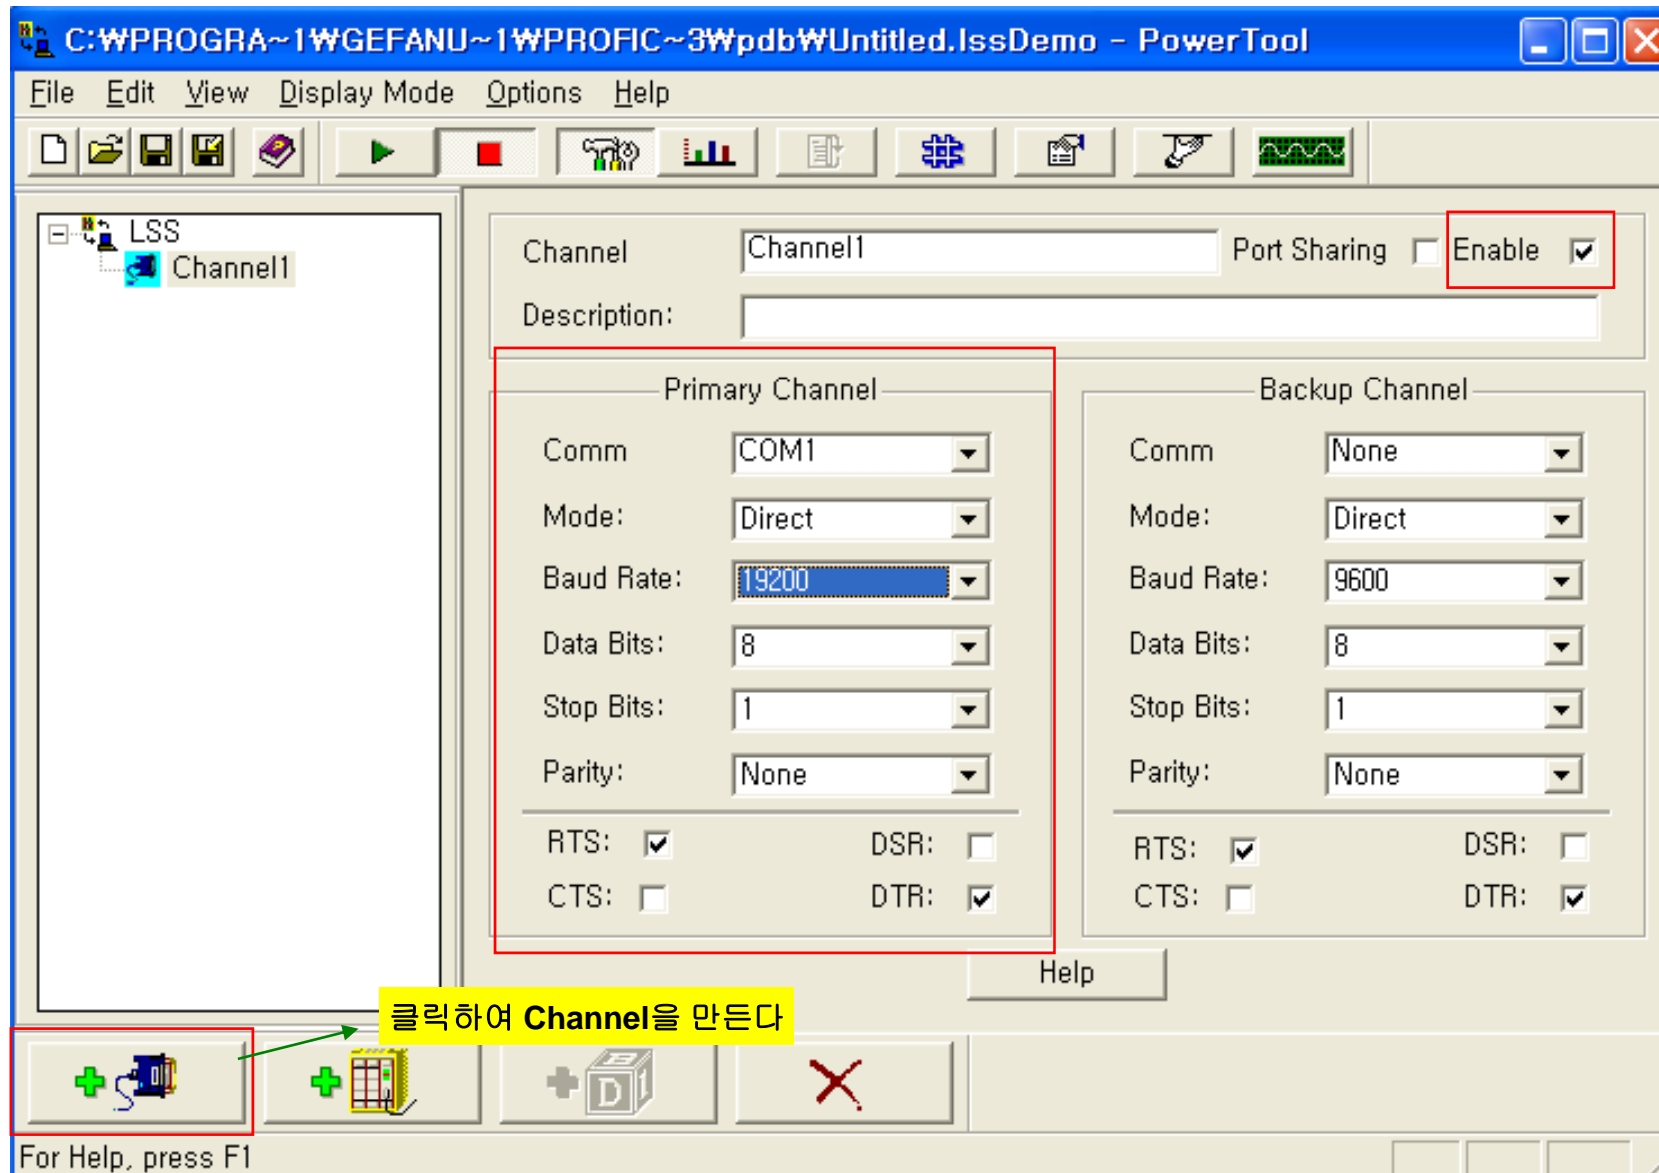 C:₩PROGRA~1₩GEFANU~1₩PROFIC~3₩pdb₩Untitled.lssDemo - PowerTool
File Edit View Display Mode Options Help
LSS
Channel1
Channel Channel1 Port Sharing Enable
Description:
Primary Channel
Comm COM1
Mode: Direct
Baud Rate: 19200
Data Bits: 8
Stop Bits: 1
Parity: None
RTS: DSR:
CTS: DTR:
Backup Channel
Comm None
Mode: Direct
Baud Rate: 9600
Data Bits: 8
Stop Bits: 1
Parity: None
RTS: DSR:
CTS: DTR:
Help
클릭하여 Channel을 만든다
For Help, press F1